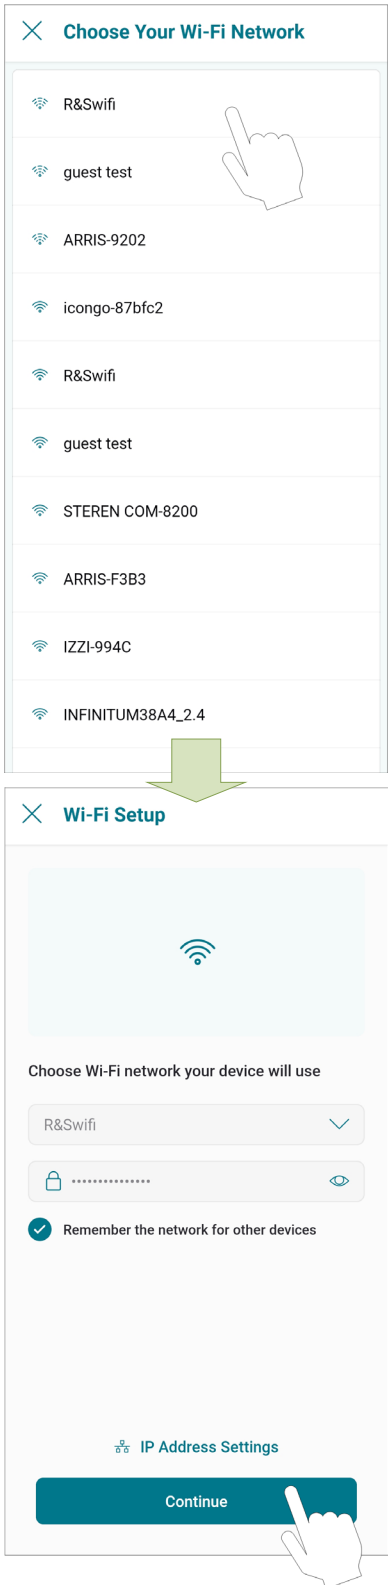 Choose Your Wi-Fi Network
R&Swifi
guest test
ARRIS-9202
icongo-87bfc2
R&Swifi
guest test
STEREN COM-8200
ARRIS-F3B3
IZZI-994C
INFINITUM38A4_2.4
Wi-Fi Setup
Choose Wi-Fi network your device will use
R&Swifi
•••••••••••••••
Remember the network for other devices
IP Address Settings
Continue